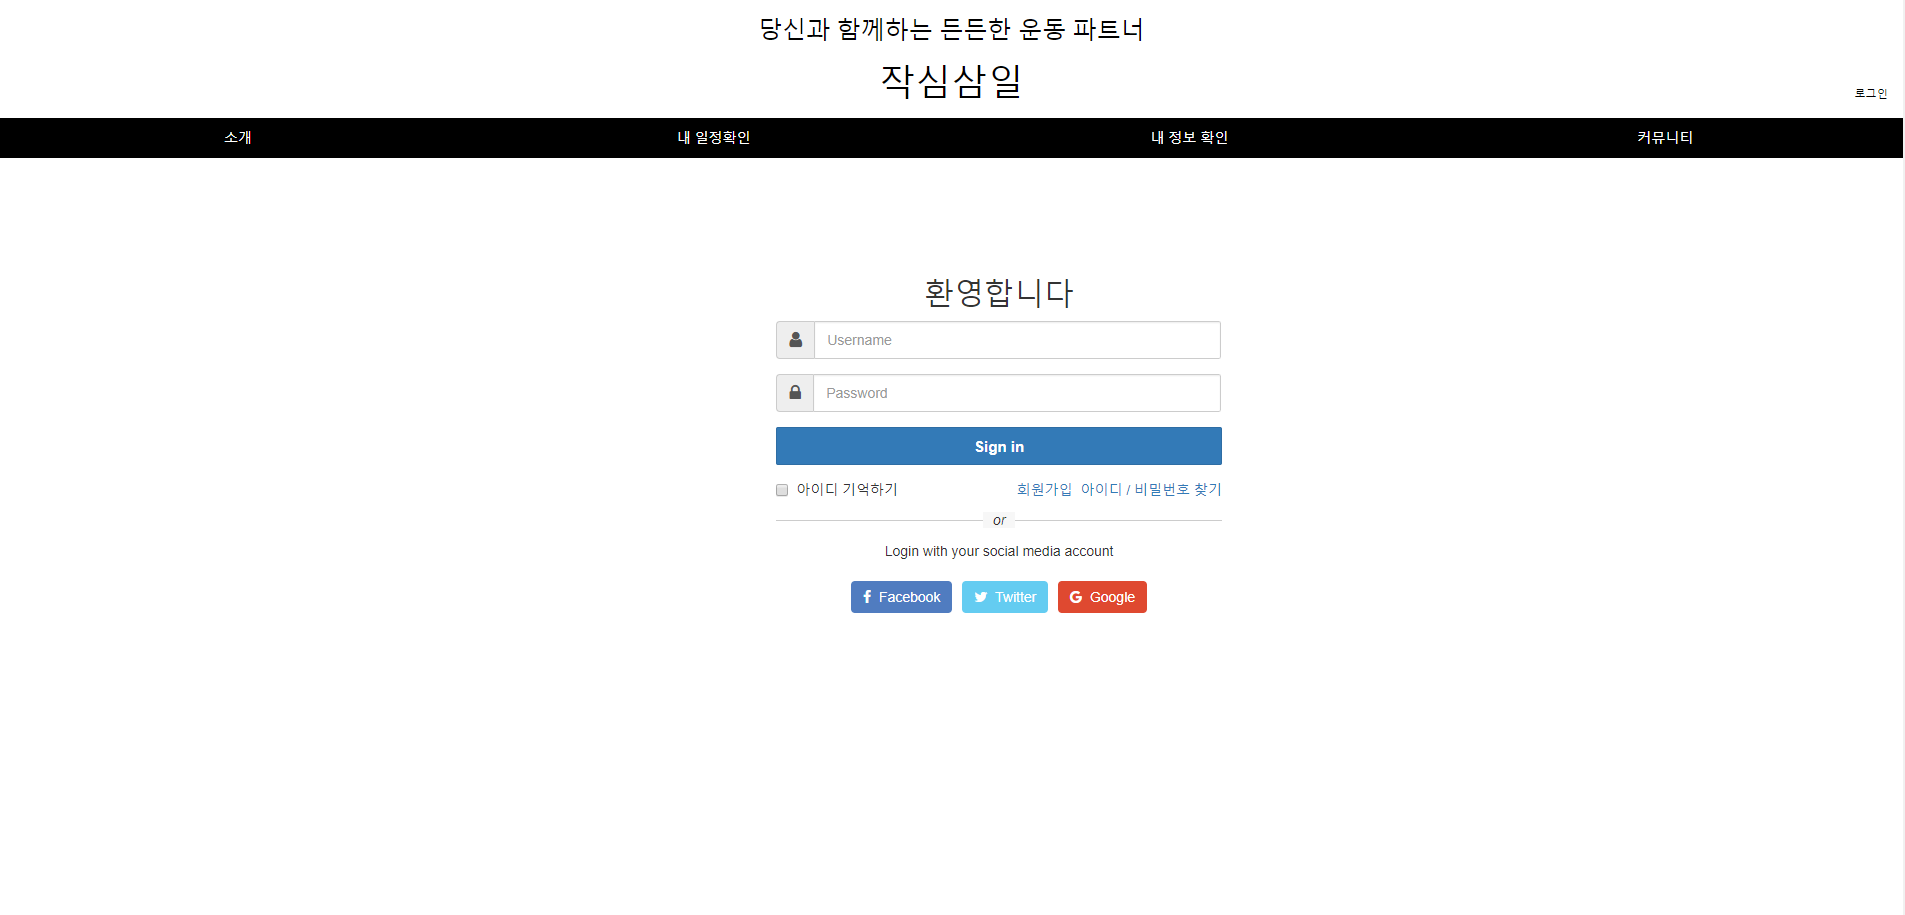 당신과 함께하는 든든한 운동 파트너
작심삼일
로그인
소개 내 일정확인 내 정보 확인 커뮤니티
환영합니다
Username
Password
Sign in
아이디 기억하기 회원가입 아이디 / 비밀번호 찾기
or
Login with your social media account
Facebook Twitter Google